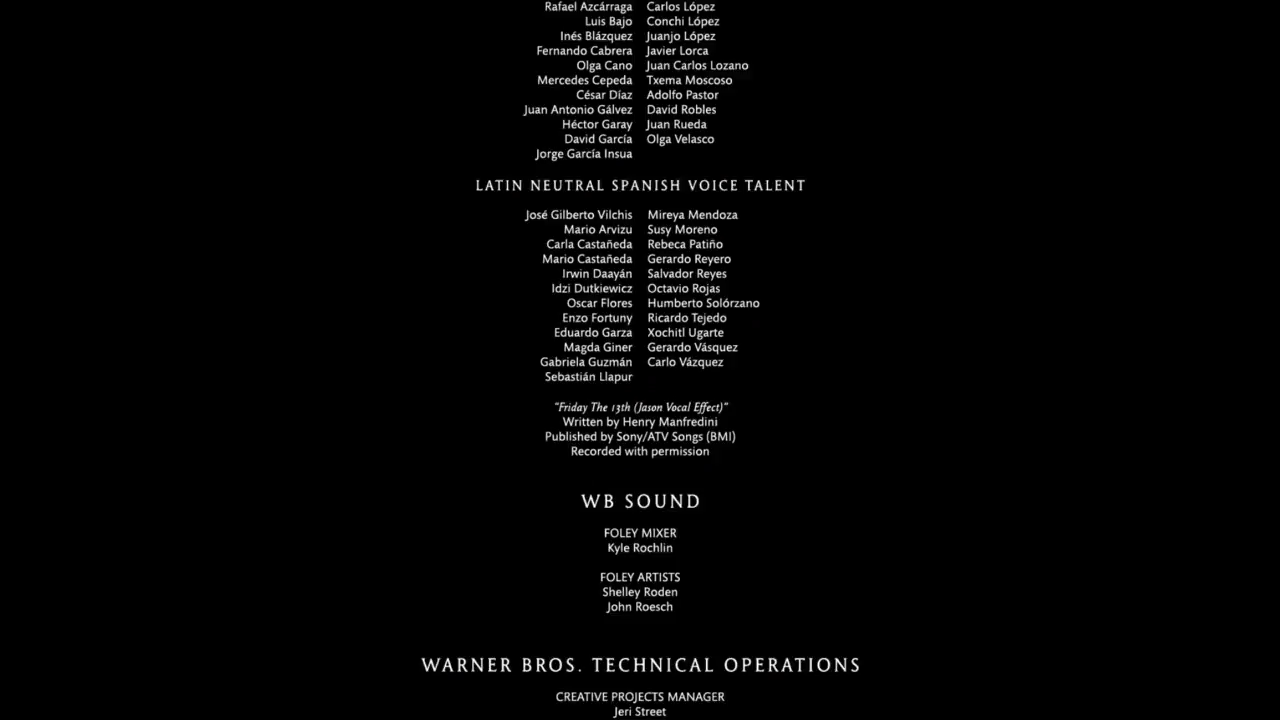 Rafael Azcárraga Carlos López
Luis Bajo Conchi López
Inés Blázquez Juanjo López
Fernando Cabrera Javier Lorca
Olga Cano Juan Carlos Lozano
Mercedes Cepeda Txema Moscoso
César Díaz Adolfo Pastor
Juan Antonio Gálvez David Robles
Héctor Garay Juan Rueda
David García Olga Velasco
Jorge García Insua
LATIN NEUTRAL SPANISH VOICE TALENT
José Gilberto Vilchis Mireya Mendoza
Mario Arvizu Susy Moreno
Carla Castañeda Rebeca Patiño
Mario Castañeda Gerardo Reyero
Irwin Daayán Salvador Reyes
Idzi Dutkiewicz Octavio Rojas
Oscar Flores Humberto Solórzano
Enzo Fortuny Ricardo Tejedo
Eduardo Garza Xochitl Ugarte
Magda Giner Gerardo Vásquez
Gabriela Guzmán Carlo Vázquez
Sebastián Llapur
"Friday The 13th (Jason Vocal Effect)"
Written by Henry Manfredini
Published by Sony/ATV Songs (BMI)
Recorded with permission
WB SOUND
FOLEY MIXER
Kyle Rochlin
FOLEY ARTISTS
Shelley Roden
John Roesch
WARNER BROS. TECHNICAL OPERATIONS
CREATIVE PROJECTS MANAGER
Jeri Street